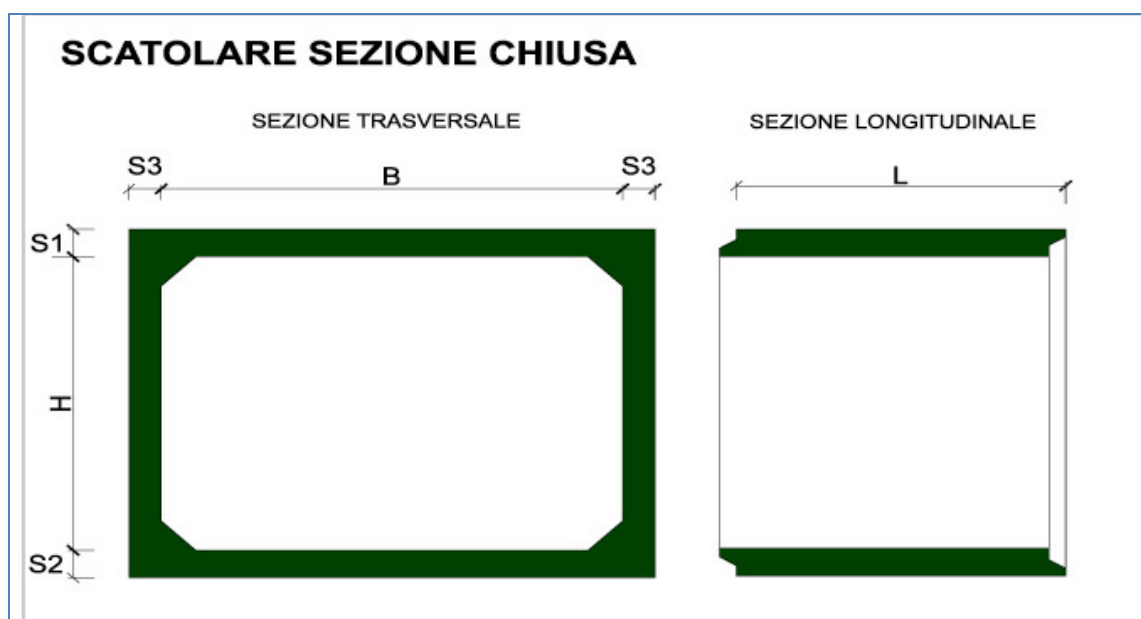 SCATOLARE SEZIONE CHIUSA
SEZIONE TRASVERSALE
SEZIONE LONGITUDINALE
S3
B
S3
L
S1
H
S2